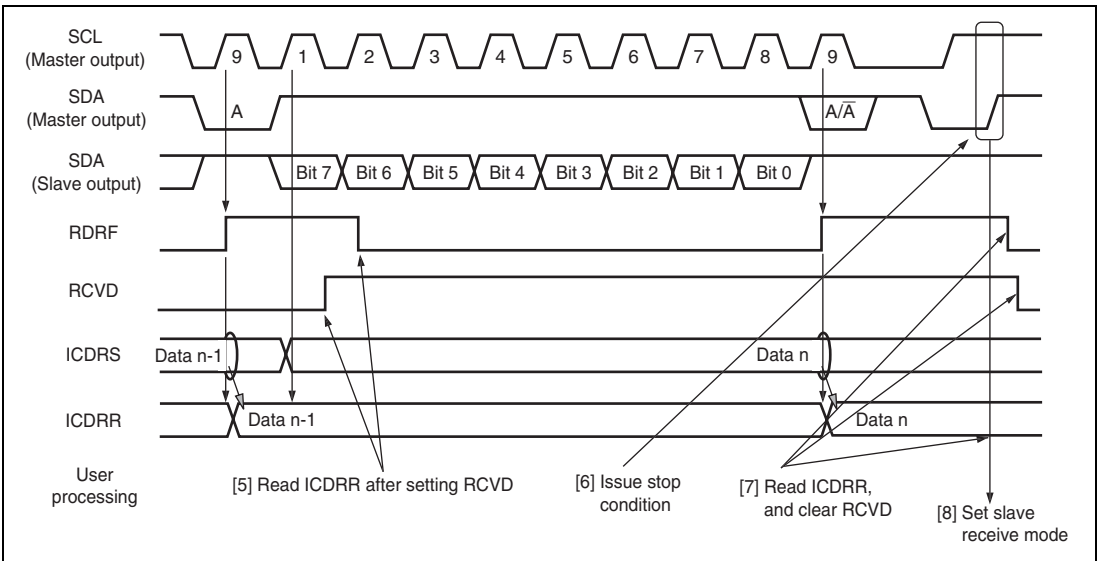 SCL
(Master output)
9 1 2 3 4 5 6 7 8 9
SDA
(Master output)
A A/A̅
SDA
(Slave output)
Bit 7 Bit 6 Bit 5 Bit 4 Bit 3 Bit 2 Bit 1 Bit 0
RDRF
RCVD
ICDRS
Data n-1 Data n
ICDRR
Data n-1 Data n
User
processing
[5] Read ICDRR after setting RCVD
[6] Issue stop
condition
[7] Read ICDRR,
and clear RCVD
[8] Set slave
receive mode